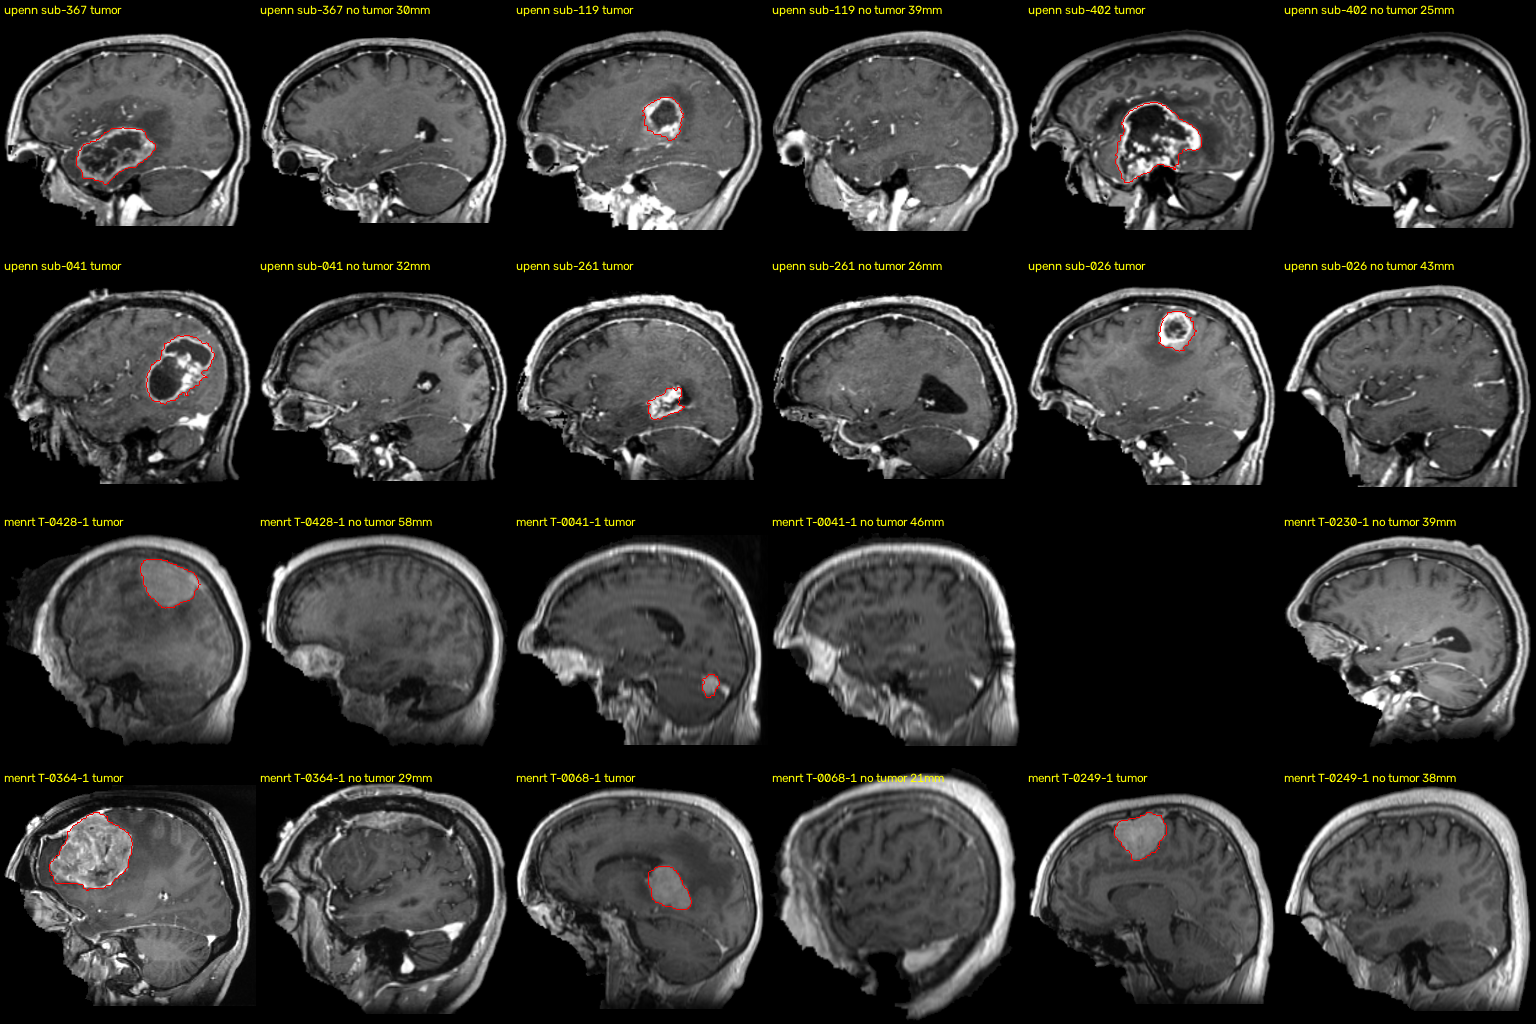 upenn sub-367 tumor
upenn sub-367 no tumor 30mm
upenn sub-119 tumor
upenn sub-119 no tumor 39mm
upenn sub-402 tumor
upenn sub-402 no tumor 25mm
upenn sub-041 tumor
upenn sub-041 no tumor 32mm
upenn sub-261 tumor
upenn sub-261 no tumor 26mm
upenn sub-026 tumor
upenn sub-026 no tumor 43mm
menrt T-0428-1 tumor
menrt T-0428-1 no tumor 58mm
menrt T-0041-1 tumor
menrt T-0041-1 no tumor 46mm
menrt T-0230-1 no tumor 39mm
menrt T-0364-1 tumor
menrt T-0364-1 no tumor 29mm
menrt T-0068-1 tumor
menrt T-0068-1 no tumor 21mm
menrt T-0249-1 tumor
menrt T-0249-1 no tumor 38mm